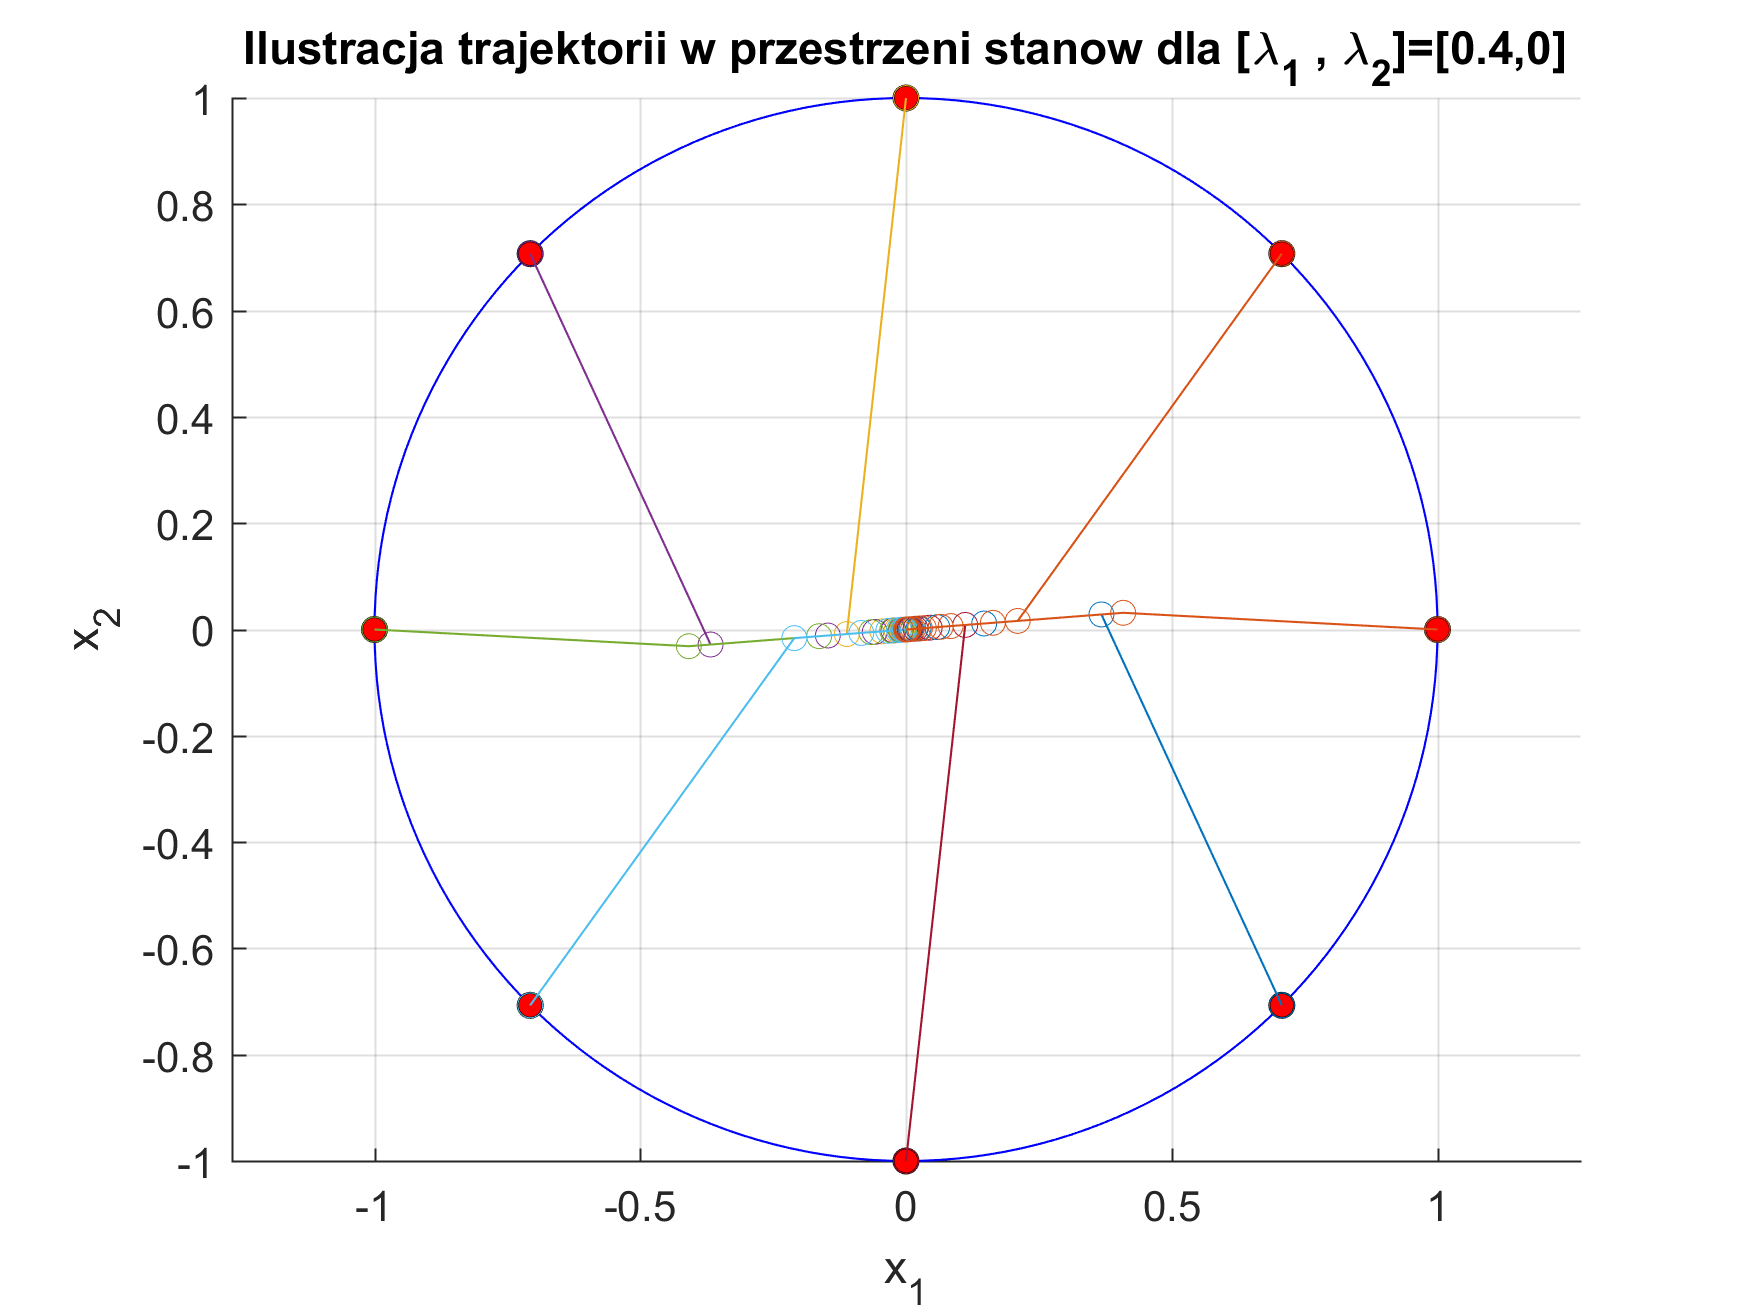 Ilustracja trajektorii w przestrzeni stanow dla [λ₁ , λ₂]=[0.4,0]
1
0.8
0.6
0.4
0.2
0
-0.2
-0.4
-0.6
-0.8
-1
x₂
-1 -0.5 0 0.5 1
x₁